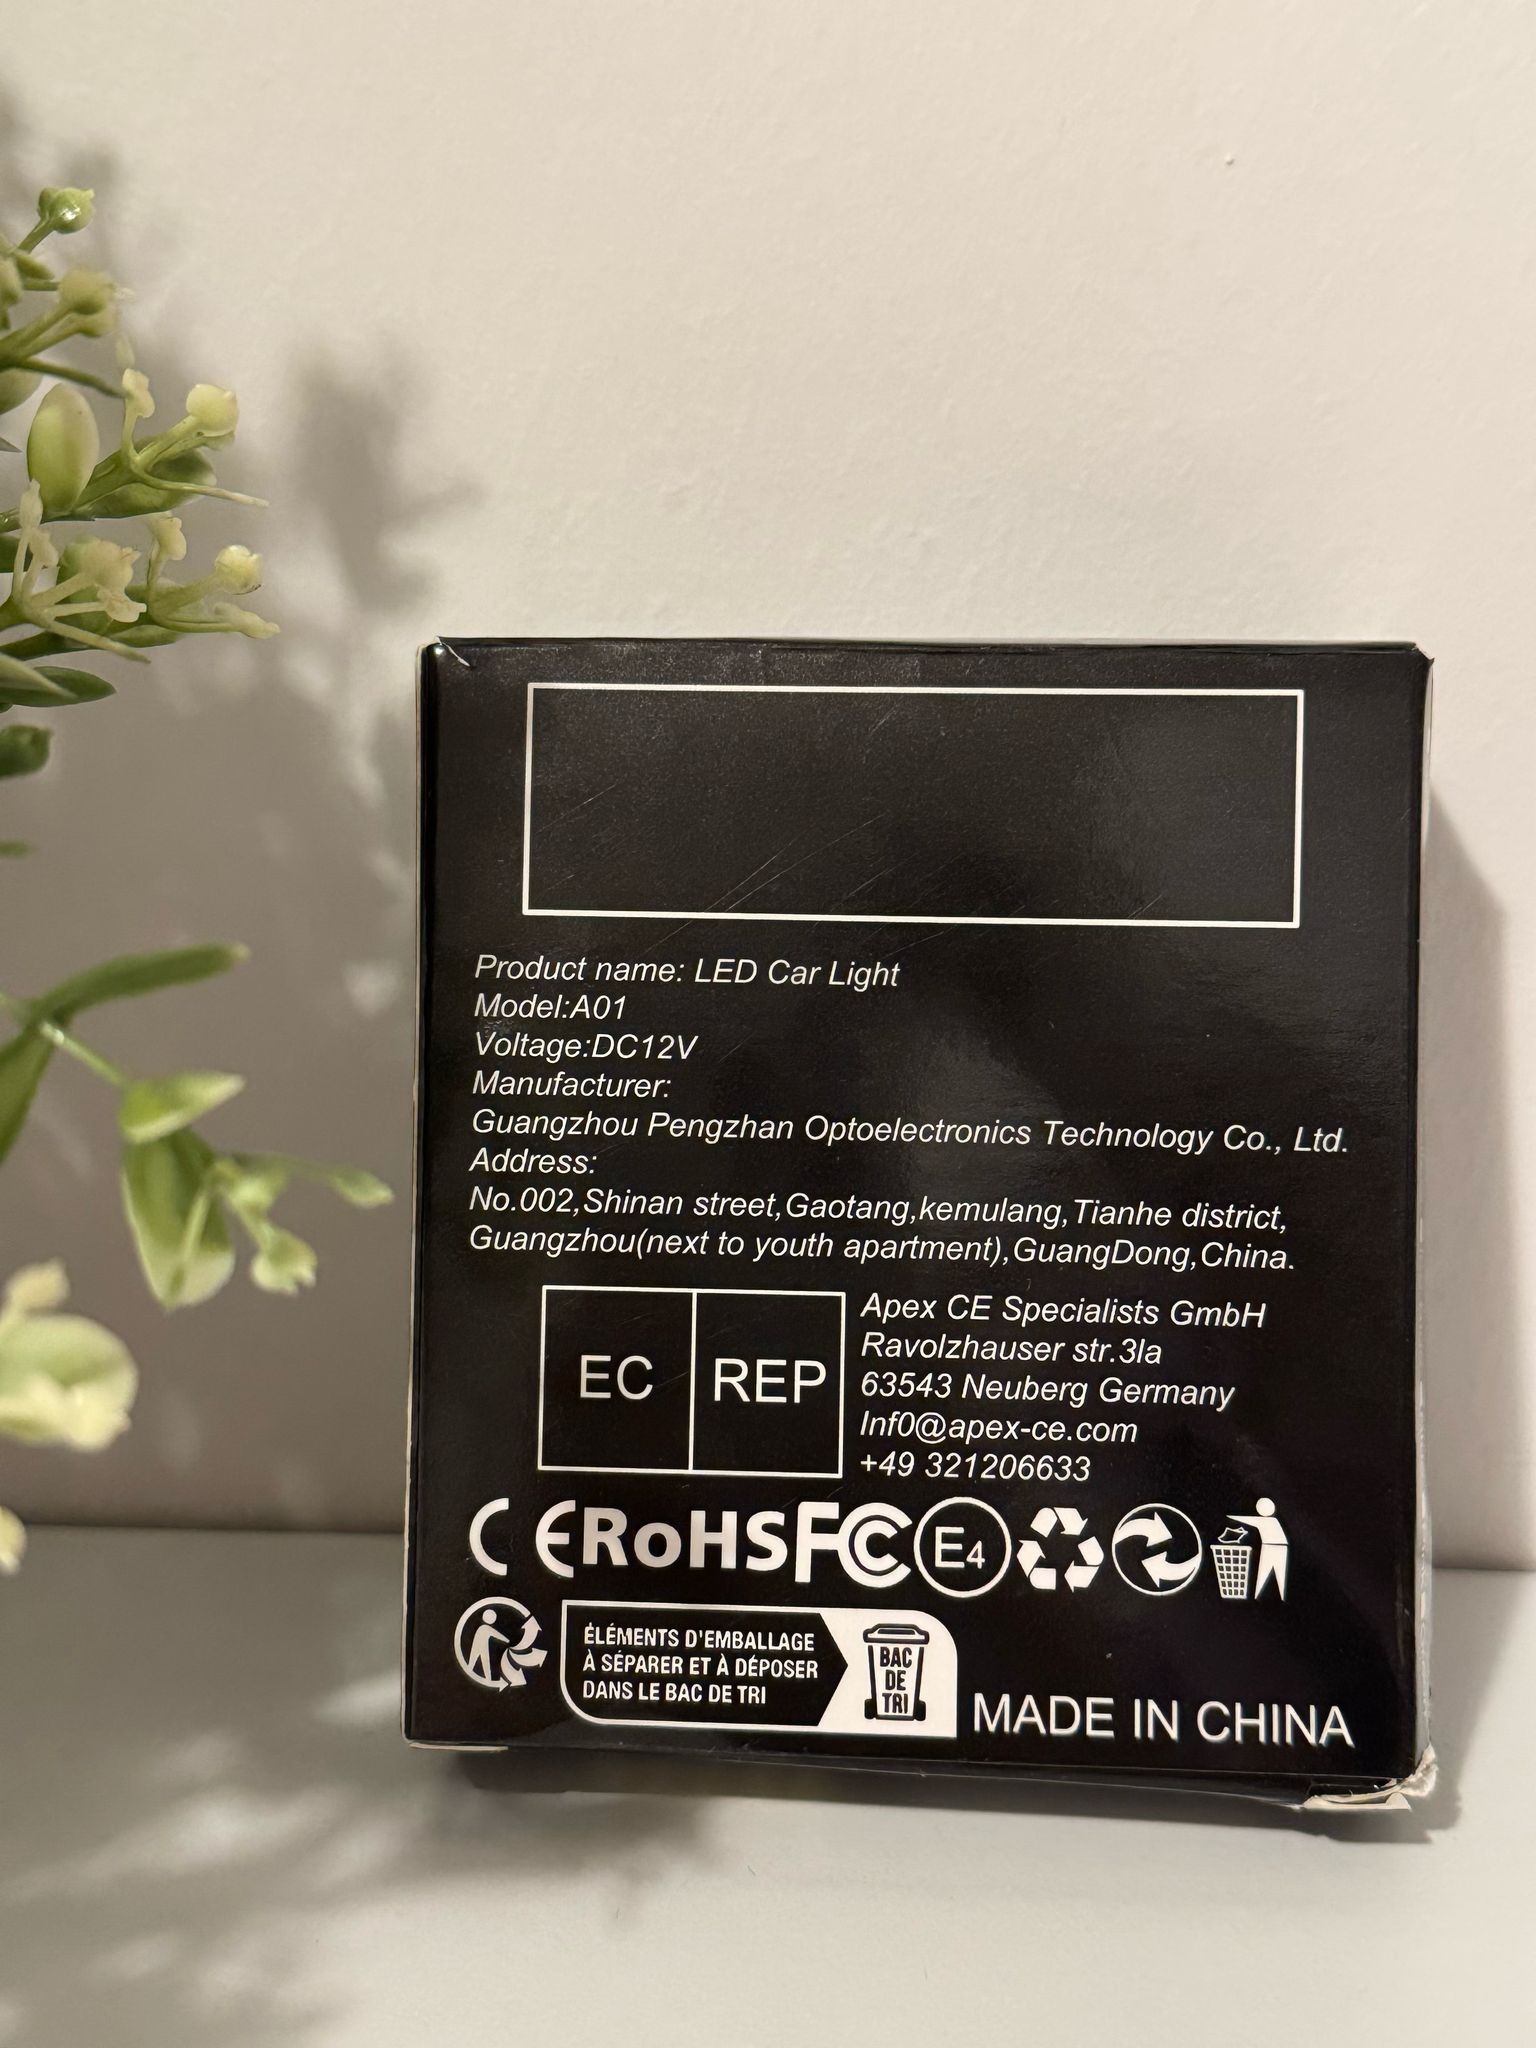 Product name: LED Car Light
Model:A01
Voltage:DC12V
Manufacturer:
Guangzhou Pengzhan Optoelectronics Technology Co., Ltd.
Address:
No.002,Shinan street,Gaotang,kemulang,Tianhe district,
Guangzhou(next to youth apartment),GuangDong,China.
EC REP
Apex CE Specialists GmbH
Ravolzhauser str.3la
63543 Neuberg Germany
Inf0@apex-ce.com
+49 321206633
CE RoHS FC E4
ÉLÉMENTS D'EMBALLAGE
À SÉPARER ET À DÉPOSER
DANS LE BAC DE TRI
BAC
DE
TRI
MADE IN CHINA